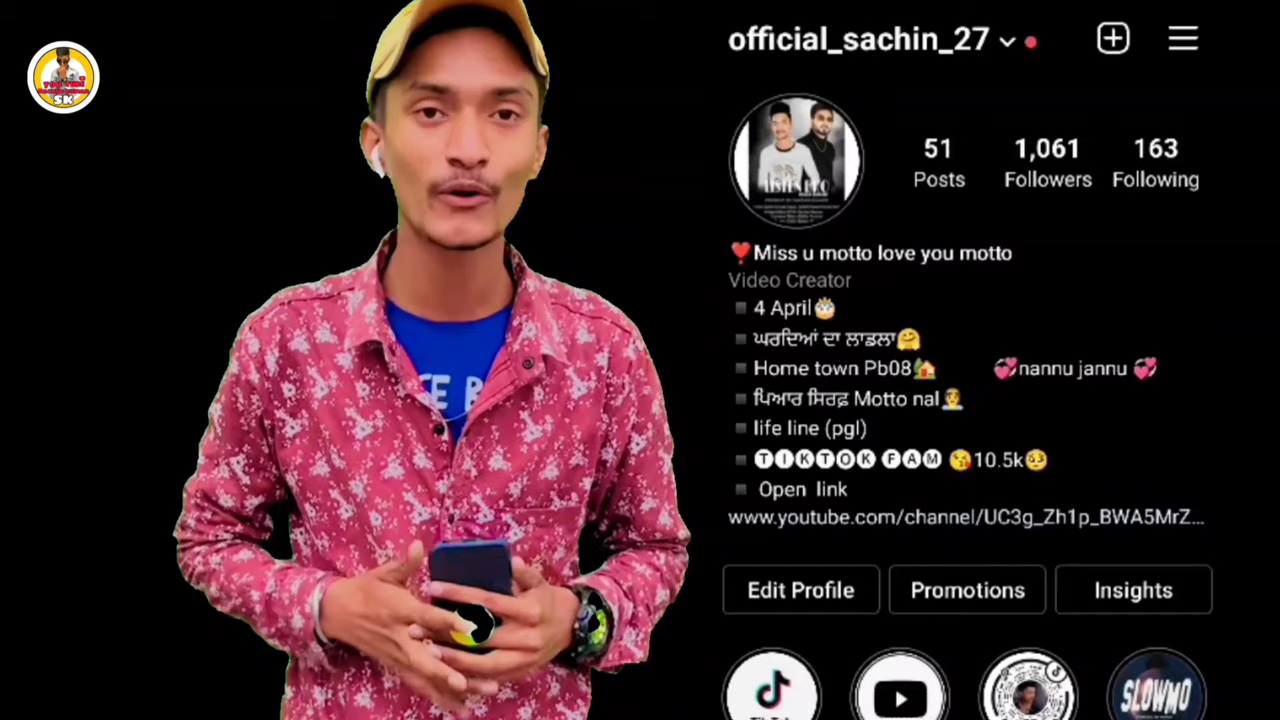 official_sachin_27
51
Posts
1,061
Followers
163
Following
❤️Miss u motto love you motto
Video Creator
▪️4 April🎂
▪️ਘਰਦਿਆਂ ਦਾ ਲਾਡਲਾ🤗
▪️Home town Pb08🏡 💞nannu jannu 💞
▪️ਪਿਆਰ ਸਿਰਫ਼ Motto nal👰
▪️life line (pgl)
▪️🅣🅘🅚🅣🅞🅚 🅕🅐🅜 😘10.5k🥺
▪️ Open link
www.youtube.com/channel/UC3g_Zh1p_BWA5MrZ...
Edit Profile
Promotions
Insights
SLOWMO
SK